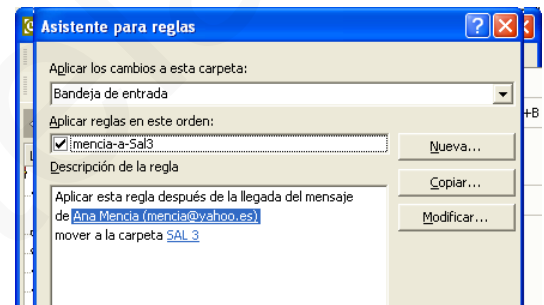 Asistente para reglas
Aplicar los cambios a esta carpeta:
Bandeja de entrada
Aplicar reglas en este orden:
mencia-a-Sal3
Nueva...
Descripción de la regla
Copiar...
Aplicar esta regla después de la llegada del mensaje
de Ana Mencia (mencia@yahoo.es)
Modificar...
mover a la carpeta SAL 3
+B